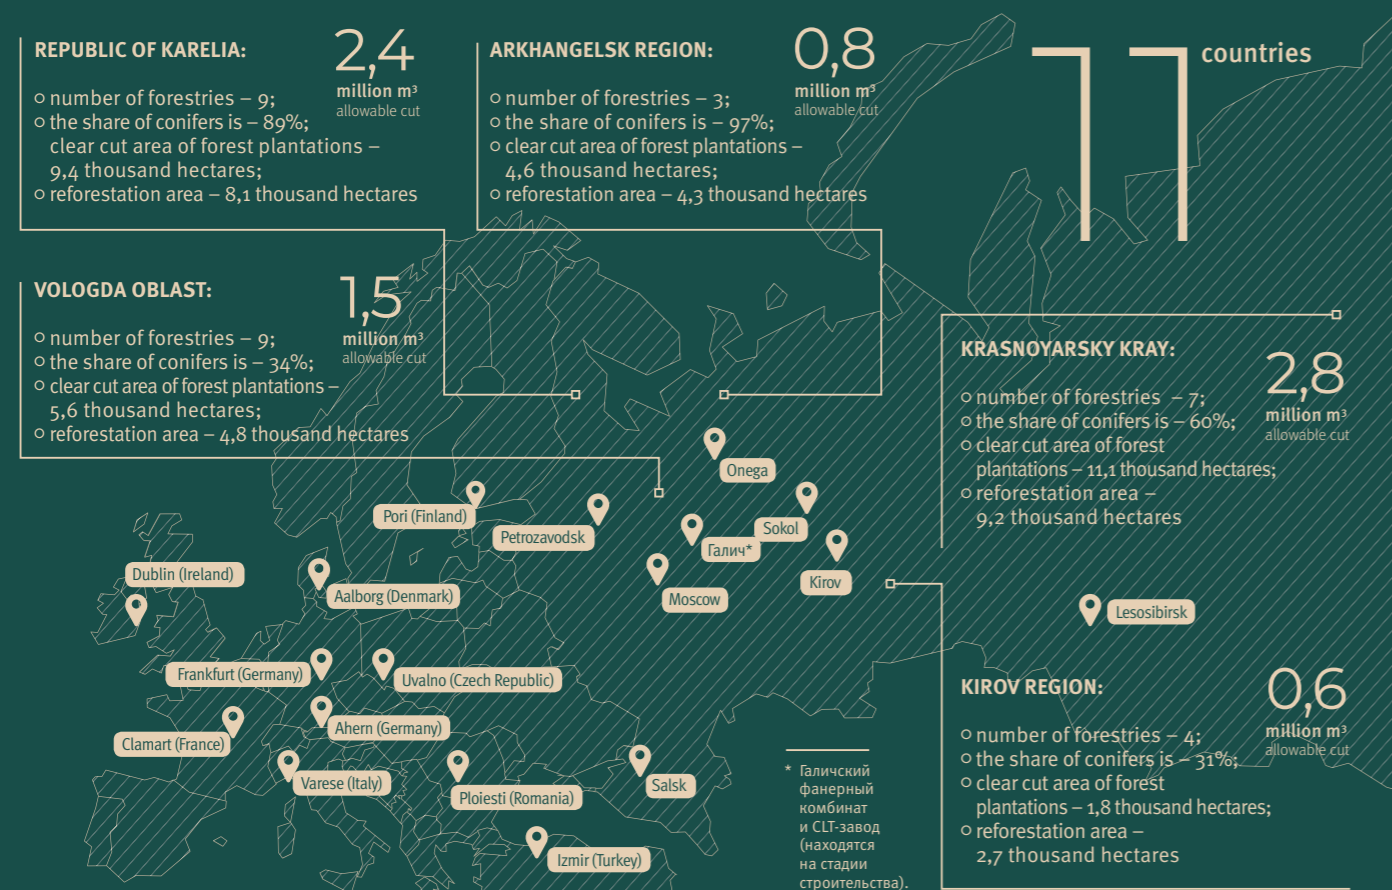 REPUBLIC OF KARELIA:
2,4
million m³
allowable cut
number of forestries – 9;
the share of conifers is – 89%;
clear cut area of forest plantations –
9,4 thousand hectares;
reforestation area – 8,1 thousand hectares
ARKHANGELSK REGION:
0,8
million m³
allowable cut
number of forestries – 3;
the share of conifers is – 97%;
clear cut area of forest plantations –
4,6 thousand hectares;
reforestation area – 4,3 thousand hectares
11
countries
VOLOGDA OBLAST:
1,5
million m³
allowable cut
number of forestries – 9;
the share of conifers is – 34%;
clear cut area of forest plantations –
5,6 thousand hectares;
reforestation area – 4,8 thousand hectares
KRASNOYARSKY KRAY:
2,8
million m³
allowable cut
number of forestries – 7;
the share of conifers is – 60%;
clear cut area of forest
plantations – 11,1 thousand hectares;
reforestation area –
9,2 thousand hectares
Onega
Pori (Finland)
Petrozavodsk
Sokol
Галич*
Kirov
Dublin (Ireland)
Aalborg (Denmark)
Moscow
Lesosibirsk
Frankfurt (Germany)
Uvalno (Czech Republic)
Ahern (Germany)
Clamart (France)
Varese (Italy)
Ploiesti (Romania)
Salsk
Izmir (Turkey)
KIROV REGION:
0,6
million m³
allowable cut
number of forestries – 4;
the share of conifers is – 31%;
clear cut area of forest
plantations – 1,8 thousand hectares;
reforestation area –
2,7 thousand hectares
* Галичский
фанерный
комбинат
и CLT-завод
(находятся
на стадии
строительства).